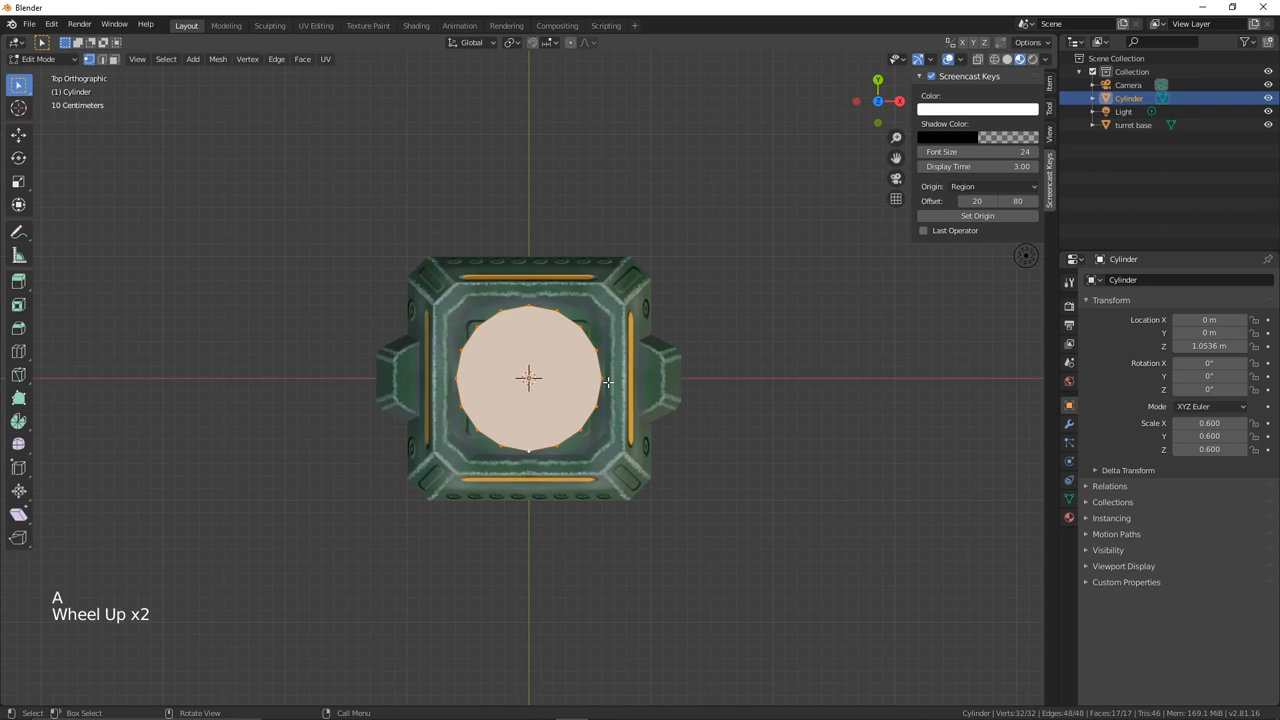 Blender
File Edit Render Window Help
Layout Modeling Sculpting UV Editing Texture Paint Shading Animation Rendering Compositing Scripting +
Scene View Layer
Global X Y Z Options
Edit Mode View Select Add Mesh Vertex Edge Face UV
Top Orthographic
(1) Cylinder
10 Centimeters
Y
Z X
Screencast Keys
Color:
Shadow Color:
Font Size 24
Display Time 3.00
Origin: Region
Offset: 20 80
Set Origin
Last Operator
Item
Tool
View
Screencast Keys
Scene Collection
Collection
Camera
Cylinder
Light
turret base
Cylinder
Cylinder
Transform
Location X 0 m
Y 0 m
Z 1.0536 m
Rotation X 0°
Y 0°
Z 0°
Mode XYZ Euler
Scale X 0.600
Y 0.600
Z 0.600
Delta Transform
Relations
Collections
Instancing
Motion Paths
Visibility
Viewport Display
Custom Properties
A
Wheel Up x2
Select Box Select Rotate View Call Menu
Cylinder | Verts:32/32 | Edges:48/48 | Faces:17/17 | Tris:46 | Mem: 169.1 MiB | v2.81.16